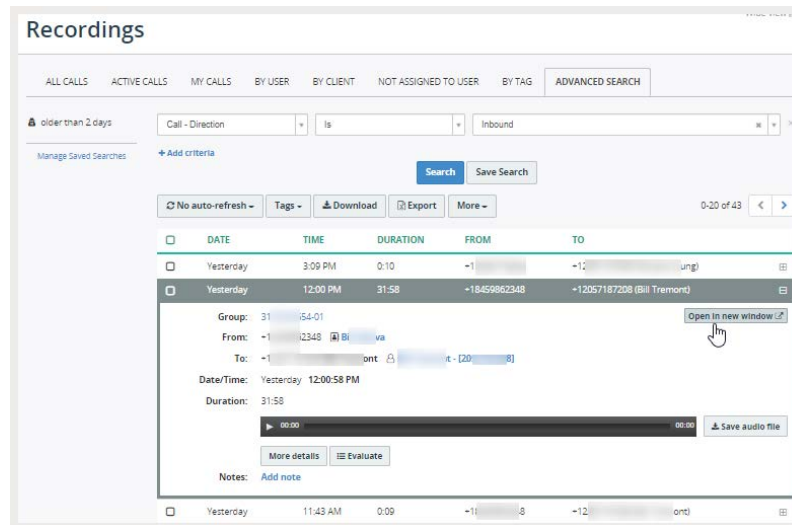 Recordings
ALL CALLS ACTIVE CALLS MY CALLS BY USER BY CLIENT NOT ASSIGNED TO USER BY TAG ADVANCED SEARCH
older than 2 days
Call - Direction Is Inbound
Manage Saved Searches
+ Add criteria
Search Save Search
No auto-refresh Tags Download Export More 0-20 of 43
DATE TIME DURATION FROM TO
Yesterday 3:09 PM 0:10 +1 +12 ung)
Yesterday 12:00 PM 31:58 +18459862348 +12057187208 (Bill Tremont)
Group: 31 54-01 Open in new window
From: +1 2348 Bi va
To: +1 ont t - [20 8]
Date/Time: Yesterday 12:00:58 PM
Duration: 31:58
00:00 00:00 Save audio file
More details Evaluate
Notes: Add note
Yesterday 11:43 AM 0:09 +1 8 +12 ont)